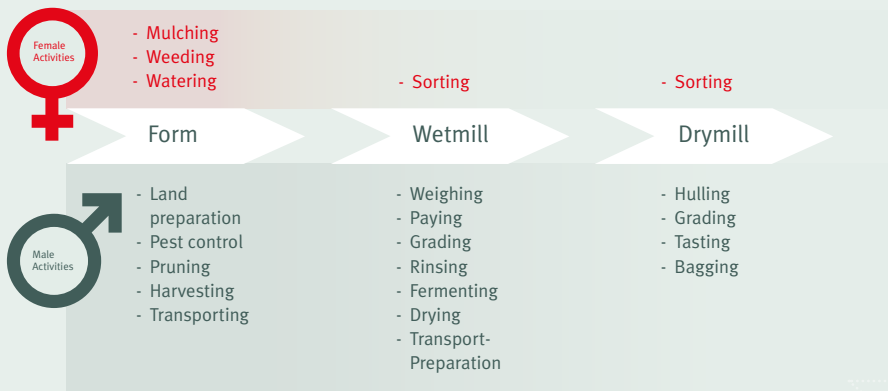 Female
Activities
- Mulching
- Weeding
- Watering
- Sorting
- Sorting
Form
Wetmill
Drymill
Male
Activities
- Land
preparation
- Pest control
- Pruning
- Harvesting
- Transporting
- Weighing
- Paying
- Grading
- Rinsing
- Fermenting
- Drying
- Transport-
Preparation
- Hulling
- Grading
- Tasting
- Bagging